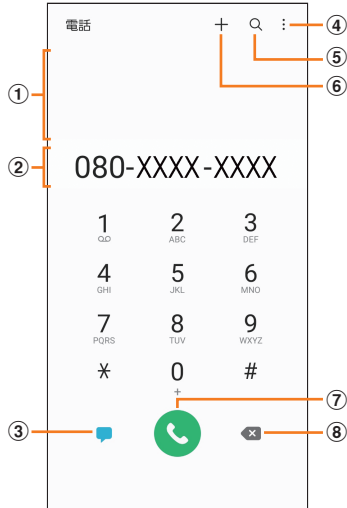 電話 ④
⑤
⑥
①
② 080-XXXX-XXXX
1 2 3
ABC DEF
4 5 6
GHI JKL MNO
7 8 9
PQRS TUV WXYZ
* 0 #
+
⑦
③ ⑧